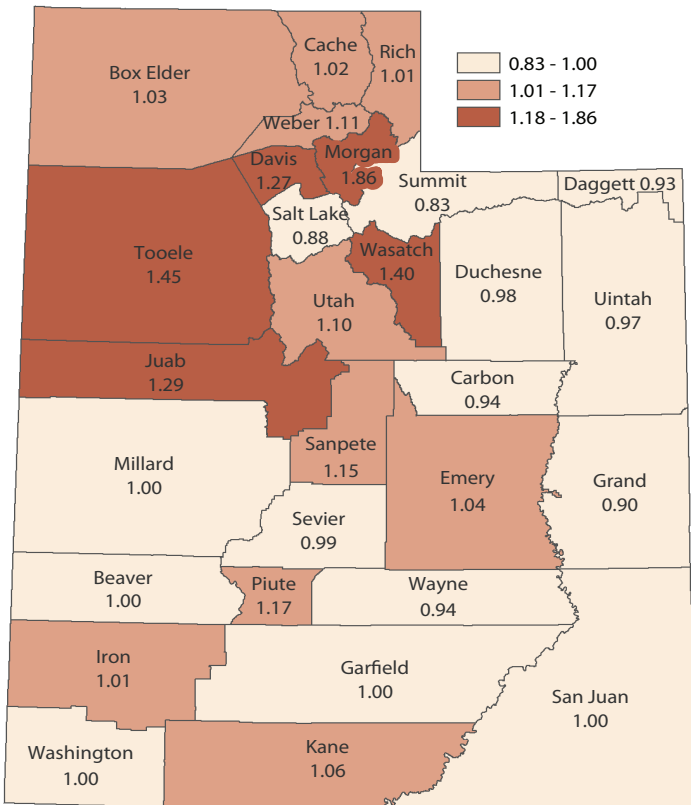 Cache
1.02
Rich
1.01
Box Elder
1.03
0.83 - 1.00
1.01 - 1.17
1.18 - 1.86
Weber 1.11
Davis
1.27
Morgan
1.86
Summit
0.83
Daggett 0.93
Salt Lake
0.88
Tooele
1.45
Wasatch
1.40
Duchesne
0.98
Uintah
0.97
Utah
1.10
Juab
1.29
Carbon
0.94
Sanpete
1.15
Millard
1.00
Emery
1.04
Grand
0.90
Sevier
0.99
Beaver
1.00
Piute
1.17
Wayne
0.94
Iron
1.01
Garfield
1.00
San Juan
1.00
Washington
1.00
Kane
1.06